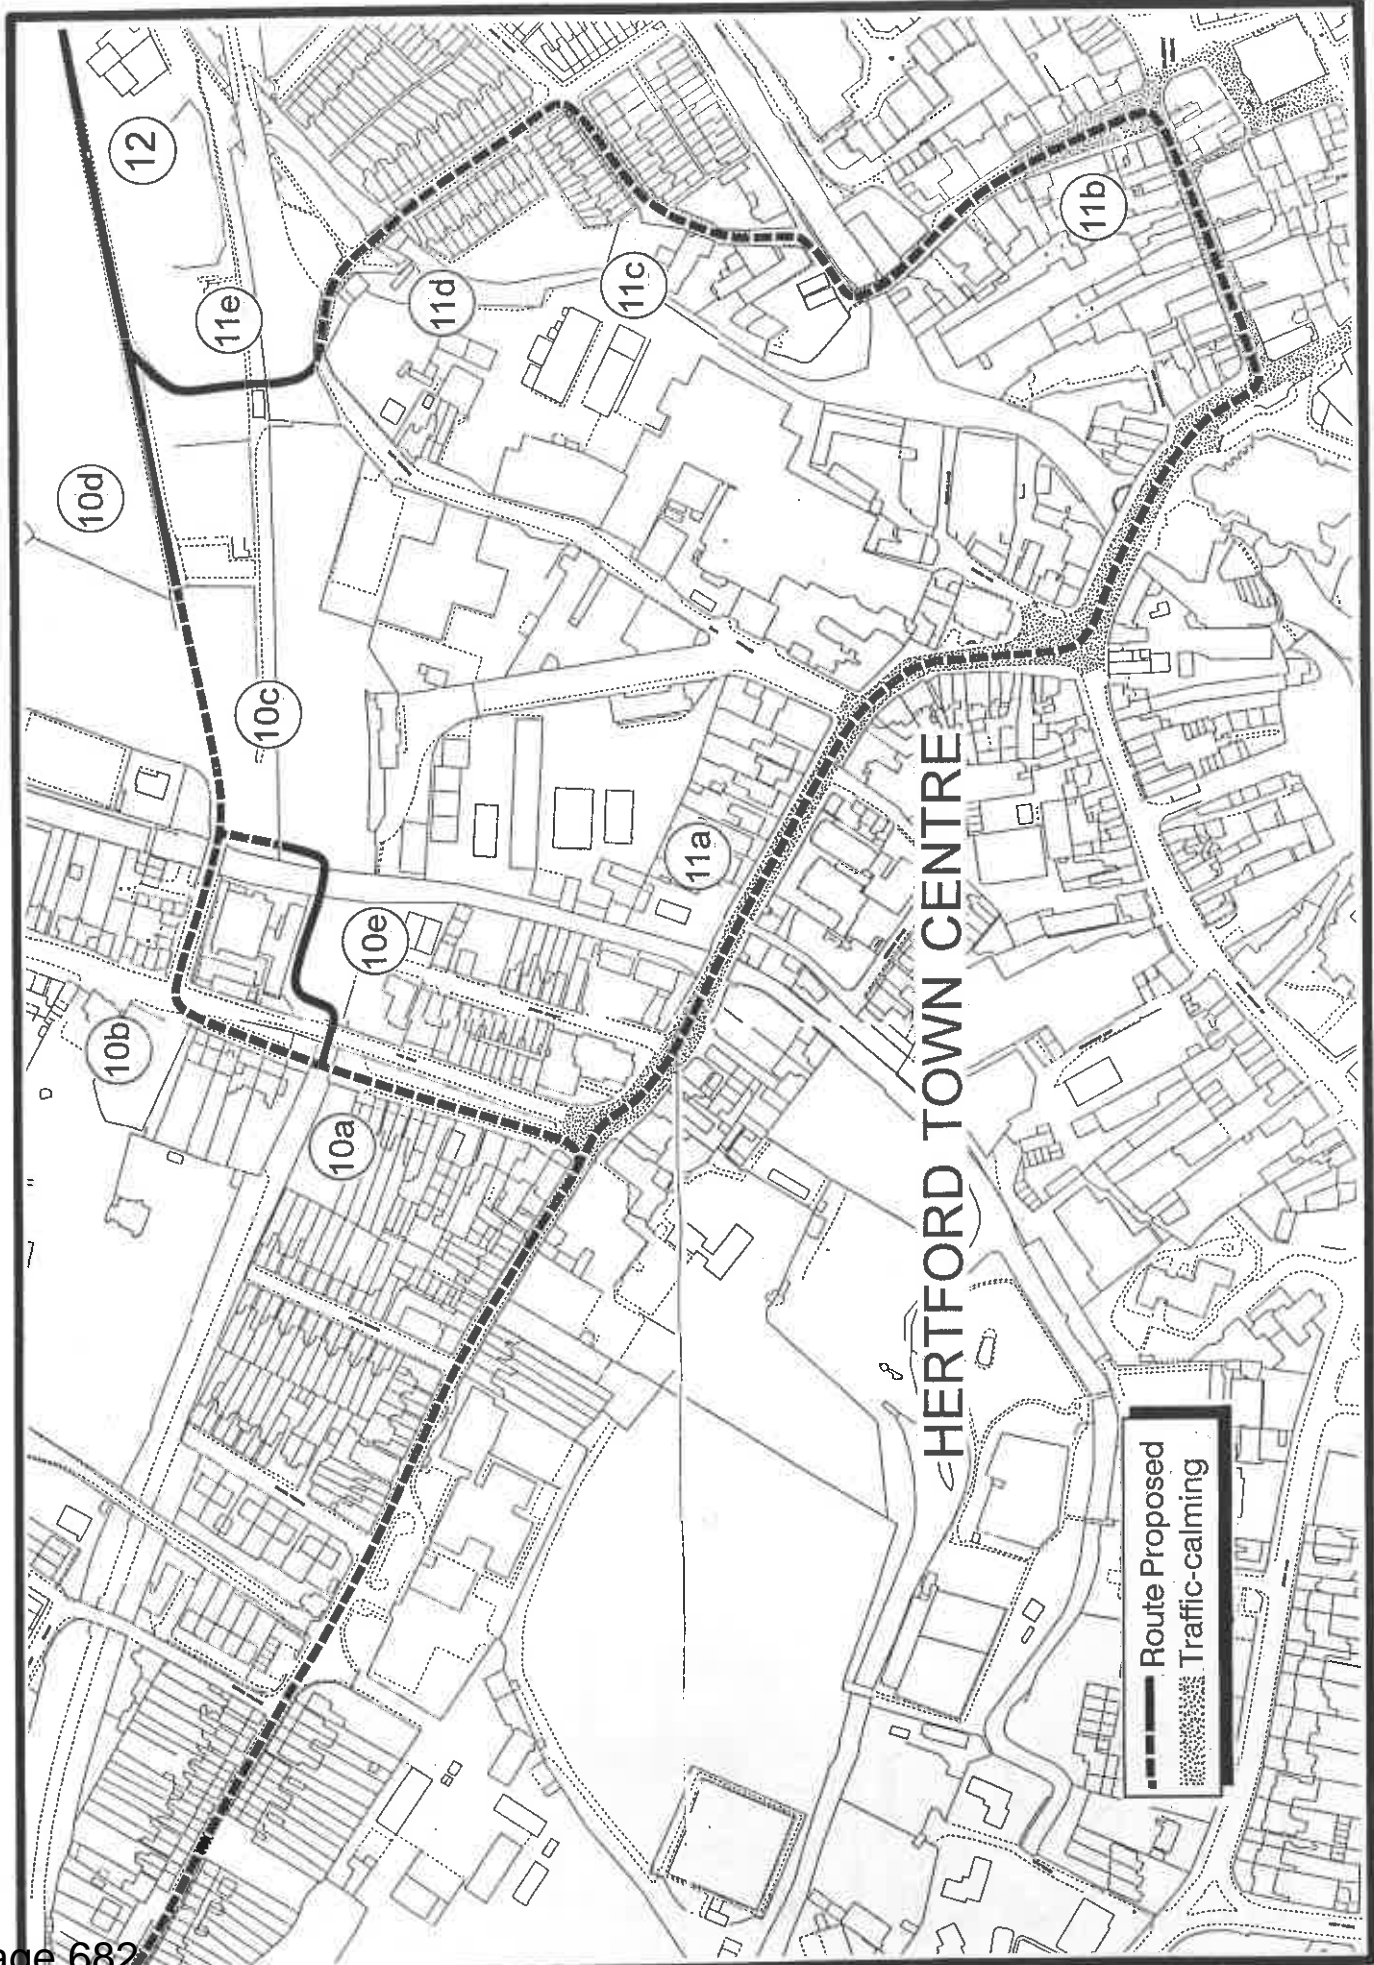 12
11e
11d
11c
11b
10d
10c
10b
10e
10a
11a
HERTFORD TOWN CENTRE
Route Proposed
Traffic-calming
age 682